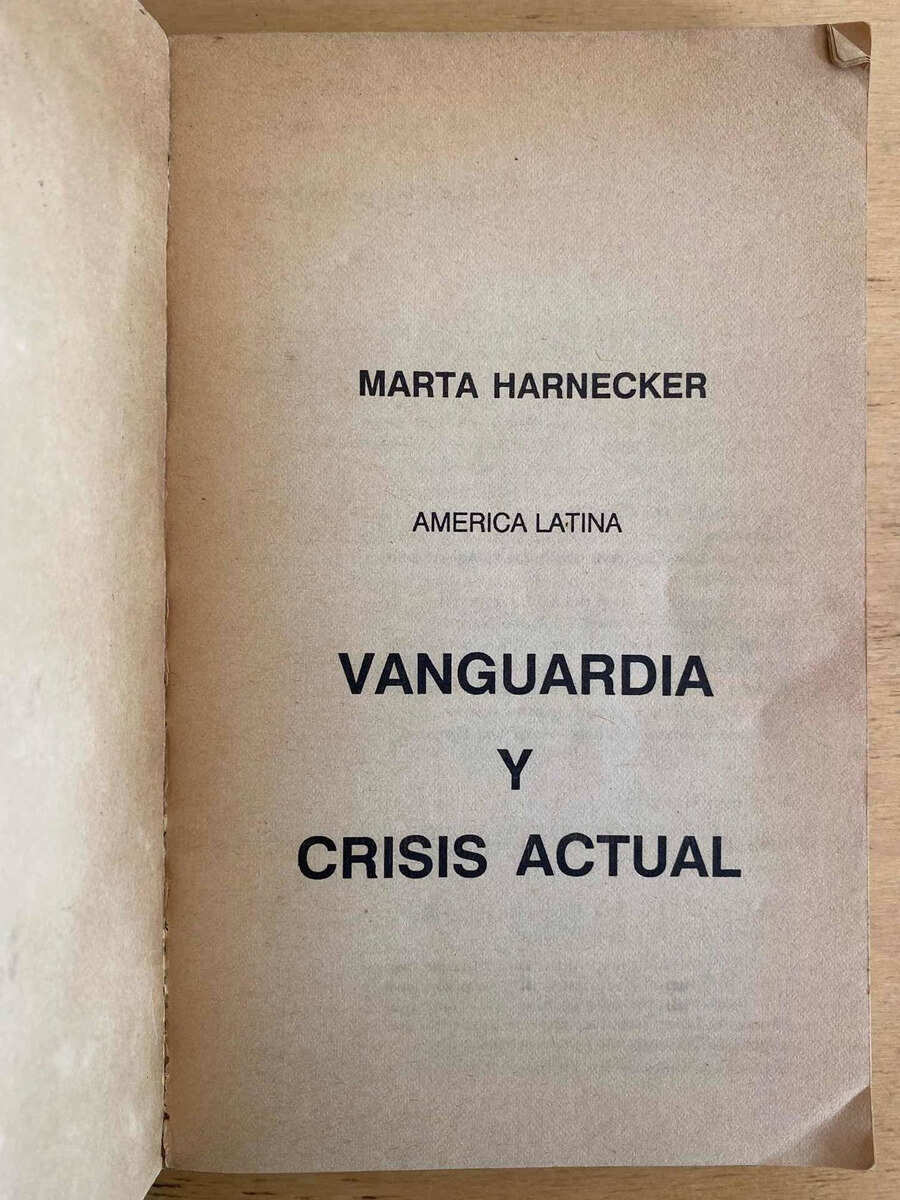 MARTA HARNECKER
AMERICA LATINA
VANGUARDIA
Y
CRISIS ACTUAL